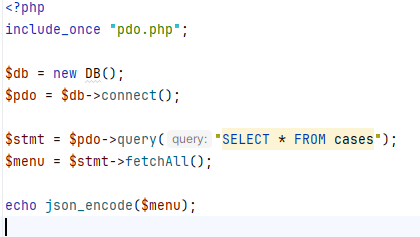 <?php
include_once "pdo.php";
$db = new DB();
$pdo = $db->connect();
$stmt = $pdo->query( query: "SELECT * FROM cases");
$menu = $stmt->fetchAll();
echo json_encode($menu);